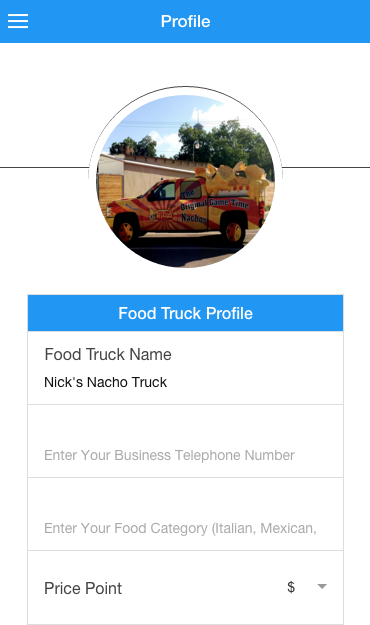 Profile
The
Original Game-Time
Nachos
Food Truck Profile
Food Truck Name
Nick's Nacho Truck
Enter Your Business Telephone Number
Enter Your Food Category (Italian, Mexican,
Price Point
$